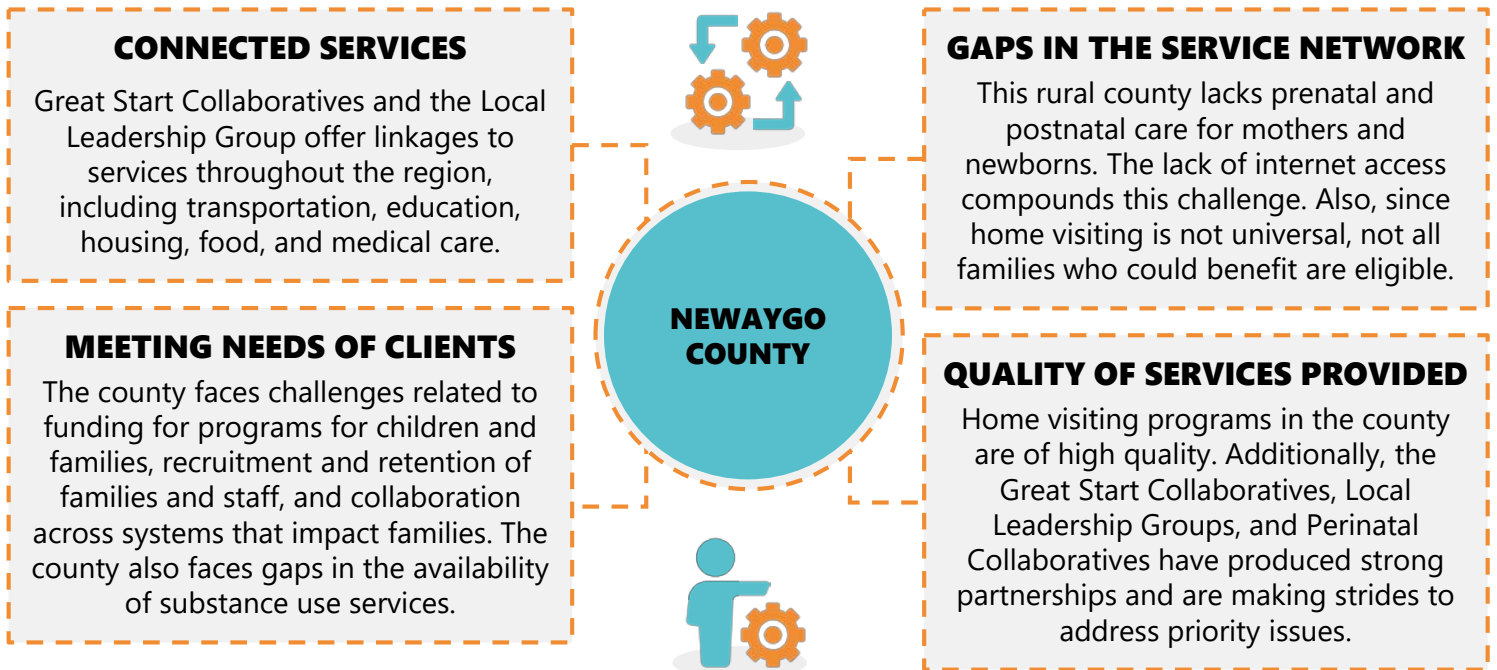 CONNECTED SERVICES
Great Start Collaboratives and the Local
Leadership Group offer linkages to
services throughout the region,
including transportation, education,
housing, food, and medical care.
MEETING NEEDS OF CLIENTS
The county faces challenges related to
funding for programs for children and
families, recruitment and retention of
families and staff, and collaboration
across systems that impact families. The
county also faces gaps in the availability
of substance use services.
NEWAYGO
COUNTY
GAPS IN THE SERVICE NETWORK
This rural county lacks prenatal and
postnatal care for mothers and
newborns. The lack of internet access
compounds this challenge. Also, since
home visiting is not universal, not all
families who could benefit are eligible.
QUALITY OF SERVICES PROVIDED
Home visiting programs in the county
are of high quality. Additionally, the
Great Start Collaboratives, Local
Leadership Groups, and Perinatal
Collaboratives have produced strong
partnerships and are making strides to
address priority issues.